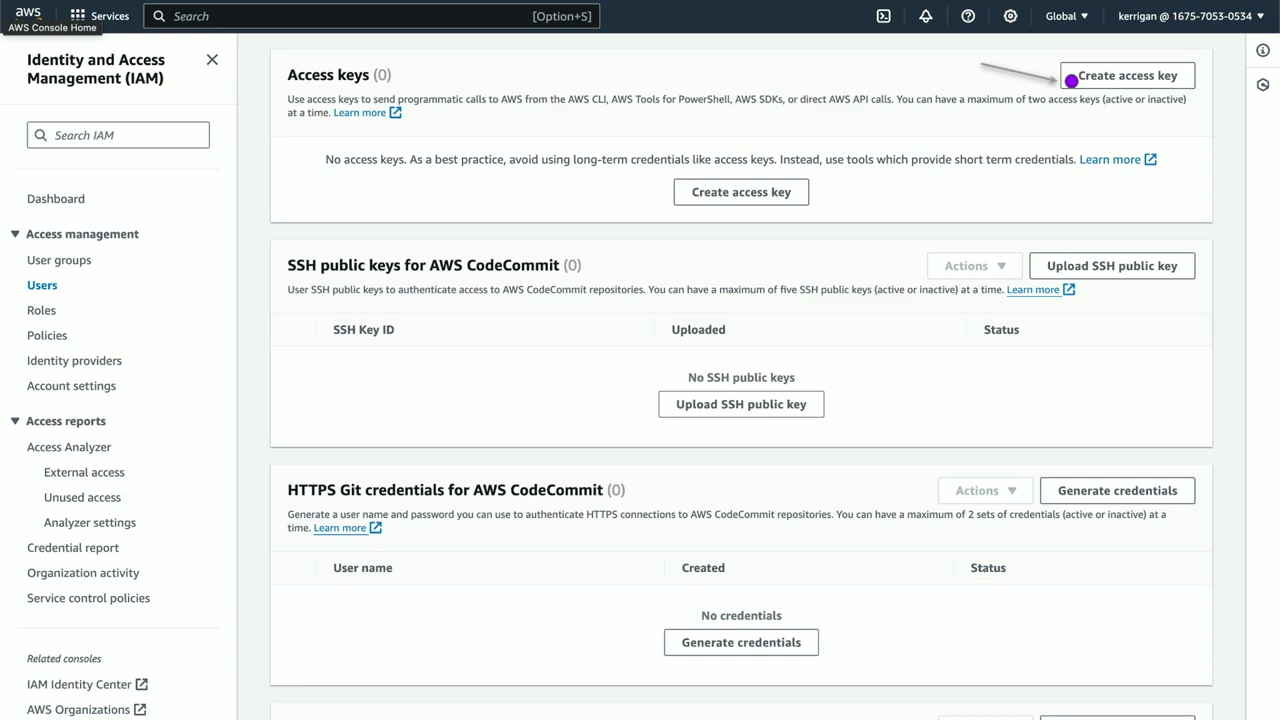 aws
Services
Search
[Option+S]
Global
kerrigan @ 1675-7053-0534
AWS Console Home
Identity and Access
Management (IAM)
Search IAM
Dashboard
Access management
User groups
Users
Roles
Policies
Identity providers
Account settings
Access reports
Access Analyzer
External access
Unused access
Analyzer settings
Credential report
Organization activity
Service control policies
Related consoles
IAM Identity Center
AWS Organizations
Access keys (0)
Create access key
Use access keys to send programmatic calls to AWS from the AWS CLI, AWS Tools for PowerShell, AWS SDKs, or direct AWS API calls. You can have a maximum of two access keys (active or inactive)
at a time. Learn more
No access keys. As a best practice, avoid using long-term credentials like access keys. Instead, use tools which provide short term credentials. Learn more
Create access key
SSH public keys for AWS CodeCommit (0)
Actions
Upload SSH public key
User SSH public keys to authenticate access to AWS CodeCommit repositories. You can have a maximum of five SSH public keys (active or inactive) at a time. Learn more
SSH Key ID
Uploaded
Status
No SSH public keys
Upload SSH public key
HTTPS Git credentials for AWS CodeCommit (0)
Actions
Generate credentials
Generate a user name and password you can use to authenticate HTTPS connections to AWS CodeCommit repositories. You can have a maximum of 2 sets of credentials (active or inactive) at a
time. Learn more
User name
Created
Status
No credentials
Generate credentials